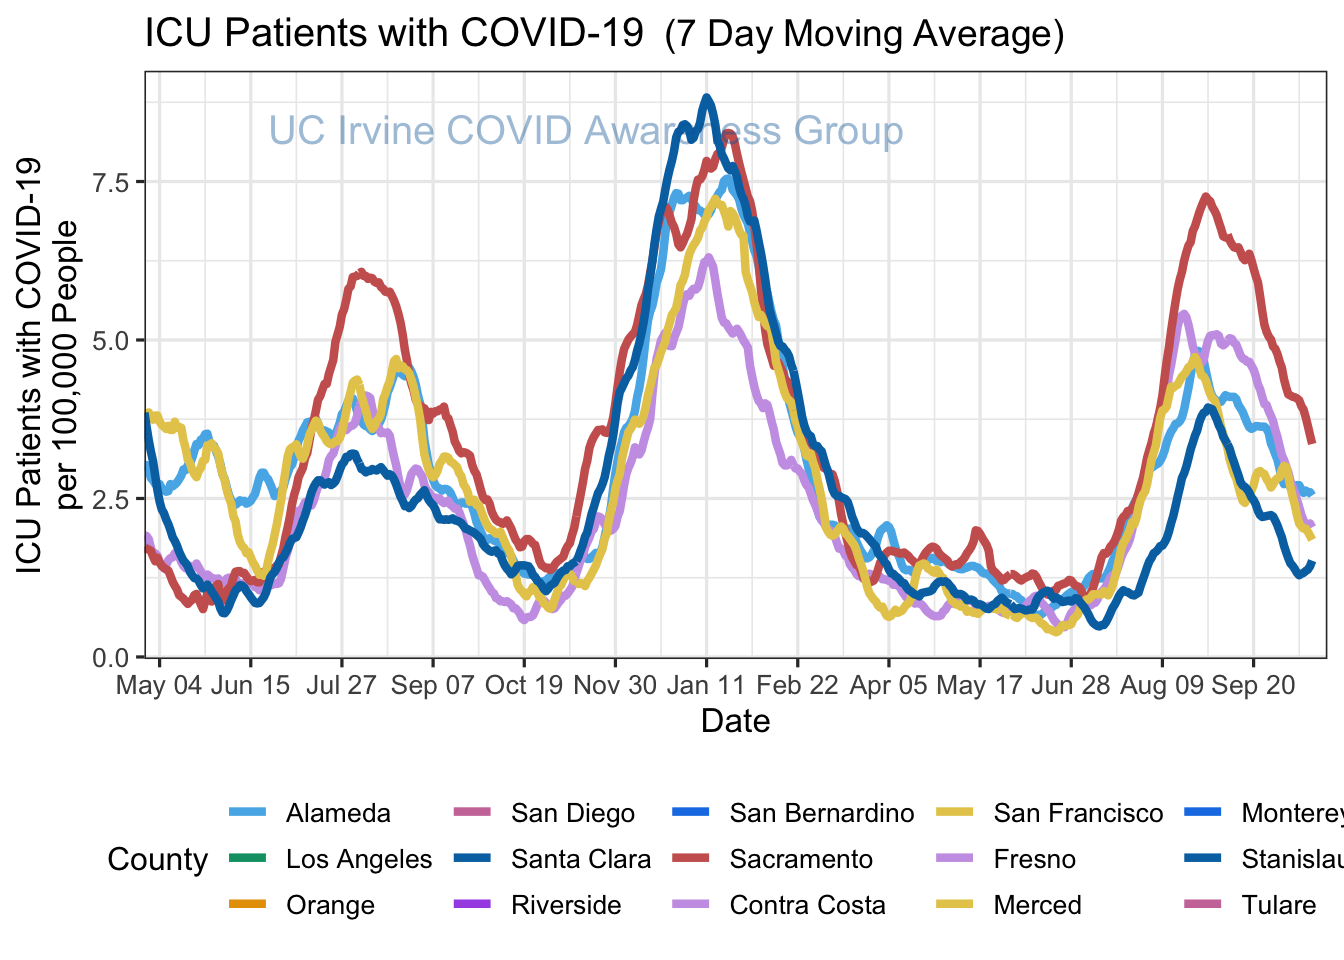 ICU Patients with COVID-19 (7 Day Moving Average)
UC Irvine COVID Awareness Group
ICU Patients with COVID-19
per 100,000 People
7.5
5.0
2.5
0.0
May 04 Jun 15 Jul 27 Sep 07 Oct 19 Nov 30 Jan 11 Feb 22 Apr 05 May 17 Jun 28 Aug 09 Sep 20
Date
County
Alameda San Diego San Bernardino San Francisco Monterey
Los Angeles Santa Clara Sacramento Fresno Stanislau
Orange Riverside Contra Costa Merced Tulare